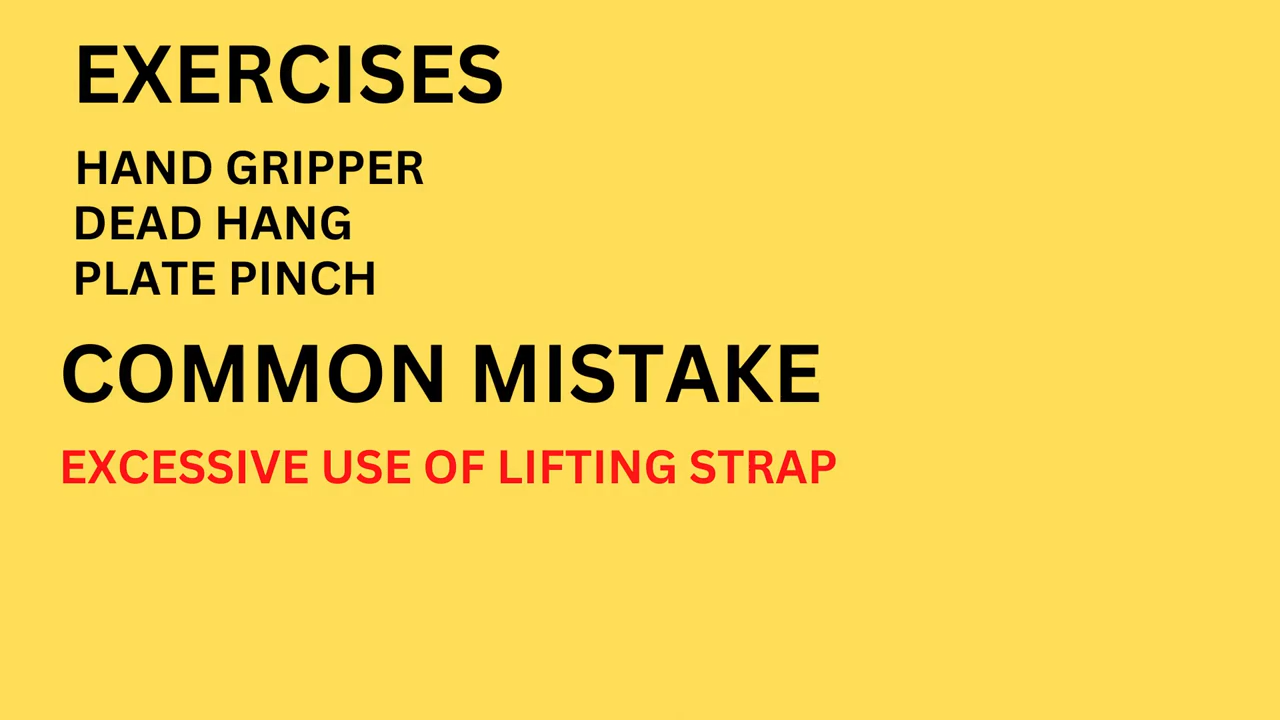 EXERCISES
HAND GRIPPER
DEAD HANG
PLATE PINCH
COMMON MISTAKE
EXCESSIVE USE OF LIFTING STRAP